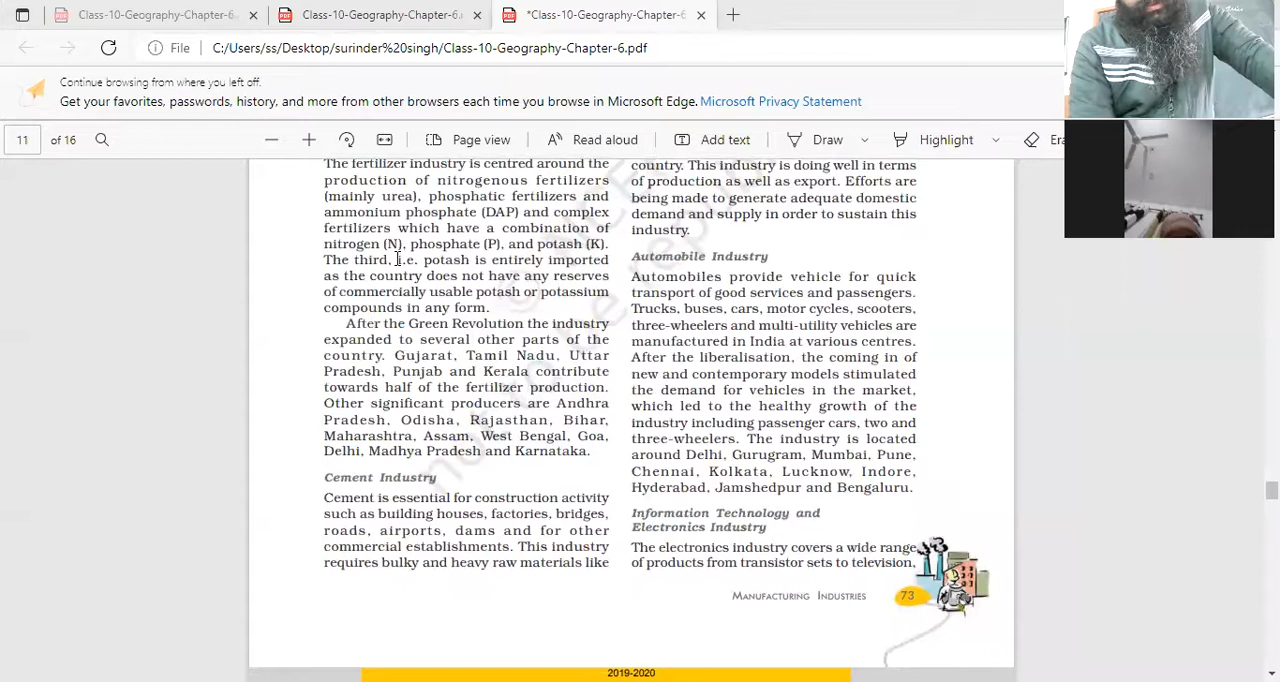 Class-10-Geography-Chapter-6.
Class-10-Geography-Chapter-6.
*Class-10-Geography-Chapter-6
File
C:/Users/ss/Desktop/surinder%20singh/Class-10-Geography-Chapter-6.pdf
Continue browsing from where you left off.
Get your favorites, passwords, history, and more from other browsers each time you browse in Microsoft Edge. Microsoft Privacy Statement
11 of 16
Page view
Read aloud
Add text
Draw
Highlight
Era
The fertilizer industry is centred around the
production of nitrogenous fertilizers
(mainly urea), phosphatic fertilizers and
ammonium phosphate (DAP) and complex
fertilizers which have a combination of
nitrogen (N), phosphate (P), and potash (K).
The third, i.e. potash is entirely imported
as the country does not have any reserves
of commercially usable potash or potassium
compounds in any form.
After the Green Revolution the industry
expanded to several other parts of the
country. Gujarat, Tamil Nadu, Uttar
Pradesh, Punjab and Kerala contribute
towards half of the fertilizer production.
Other significant producers are Andhra
Pradesh, Odisha, Rajasthan, Bihar,
Maharashtra, Assam, West Bengal, Goa,
Delhi, Madhya Pradesh and Karnataka.
Cement Industry
Cement is essential for construction activity
such as building houses, factories, bridges,
roads, airports, dams and for other
commercial establishments. This industry
requires bulky and heavy raw materials like
country. This industry is doing well in terms
of production as well as export. Efforts are
being made to generate adequate domestic
demand and supply in order to sustain this
industry.
Automobile Industry
Automobiles provide vehicle for quick
transport of good services and passengers.
Trucks, buses, cars, motor cycles, scooters,
three-wheelers and multi-utility vehicles are
manufactured in India at various centres.
After the liberalisation, the coming in of
new and contemporary models stimulated
the demand for vehicles in the market,
which led to the healthy growth of the
industry including passenger cars, two and
three-wheelers. The industry is located
around Delhi, Gurugram, Mumbai, Pune,
Chennai, Kolkata, Lucknow, Indore,
Hyderabad, Jamshedpur and Bengaluru.
Information Technology and
Electronics Industry
The electronics industry covers a wide range
of products from transistor sets to television,
Manufacturing Industries 73
2019-2020